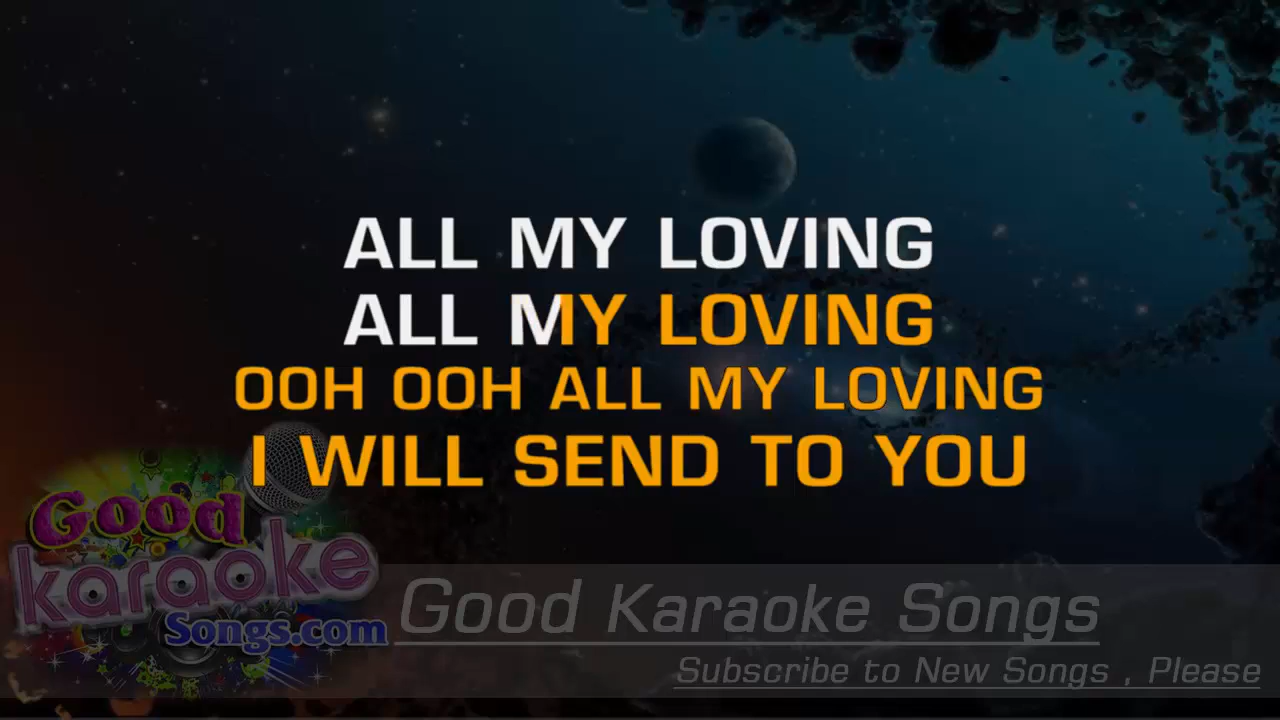 ALL MY LOVING
ALL MY LOVING
OOH OOH ALL MY LOVING
I WILL SEND TO YOU
Good
karaoke
Songs.com
Good Karaoke Songs
Subscribe to New Songs , Please